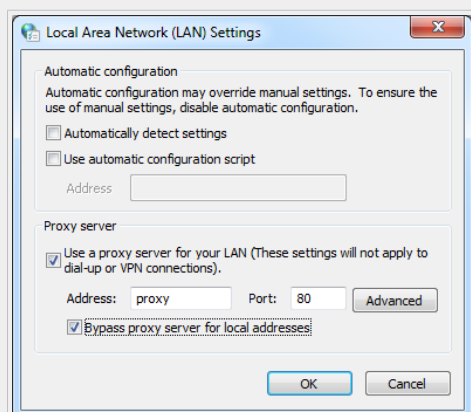 Local Area Network (LAN) Settings
Automatic configuration
Automatic configuration may override manual settings. To ensure the
use of manual settings, disable automatic configuration.
Automatically detect settings
Use automatic configuration script
Address
Proxy server
Use a proxy server for your LAN (These settings will not apply to
dial-up or VPN connections).
Address: proxy Port: 80 Advanced
Bypass proxy server for local addresses
OK Cancel